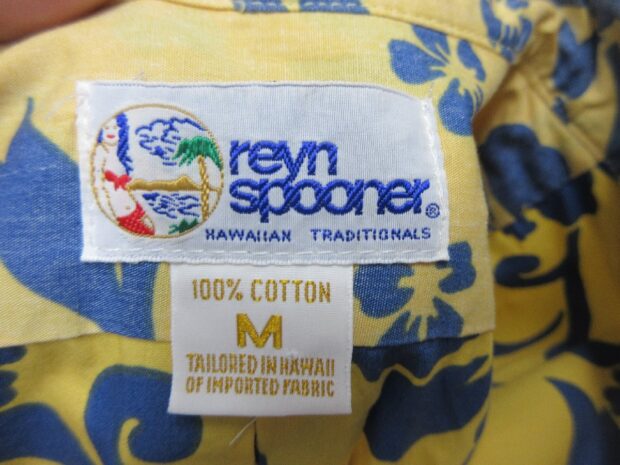 reyn
spooner®
HAWAIIAN TRADITIONALS
100% COTTON
M
TAILORED IN HAWAII
OF IMPORTED FABRIC